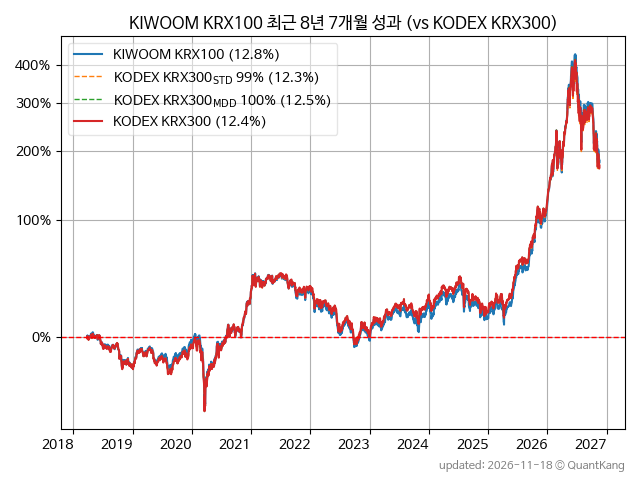 KIWOOM KRX100 최근 8년 7개월 성과 (vs KODEX KRX300)
KIWOOM KRX100 (12.8%)
KODEX KRX300STD 99% (12.3%)
KODEX KRX300MDD 100% (12.5%)
KODEX KRX300 (12.4%)
400%
300%
200%
100%
0%
2018 2019 2020 2021 2022 2023 2024 2025 2026 2027
updated: 2026-11-18 © QuantKang